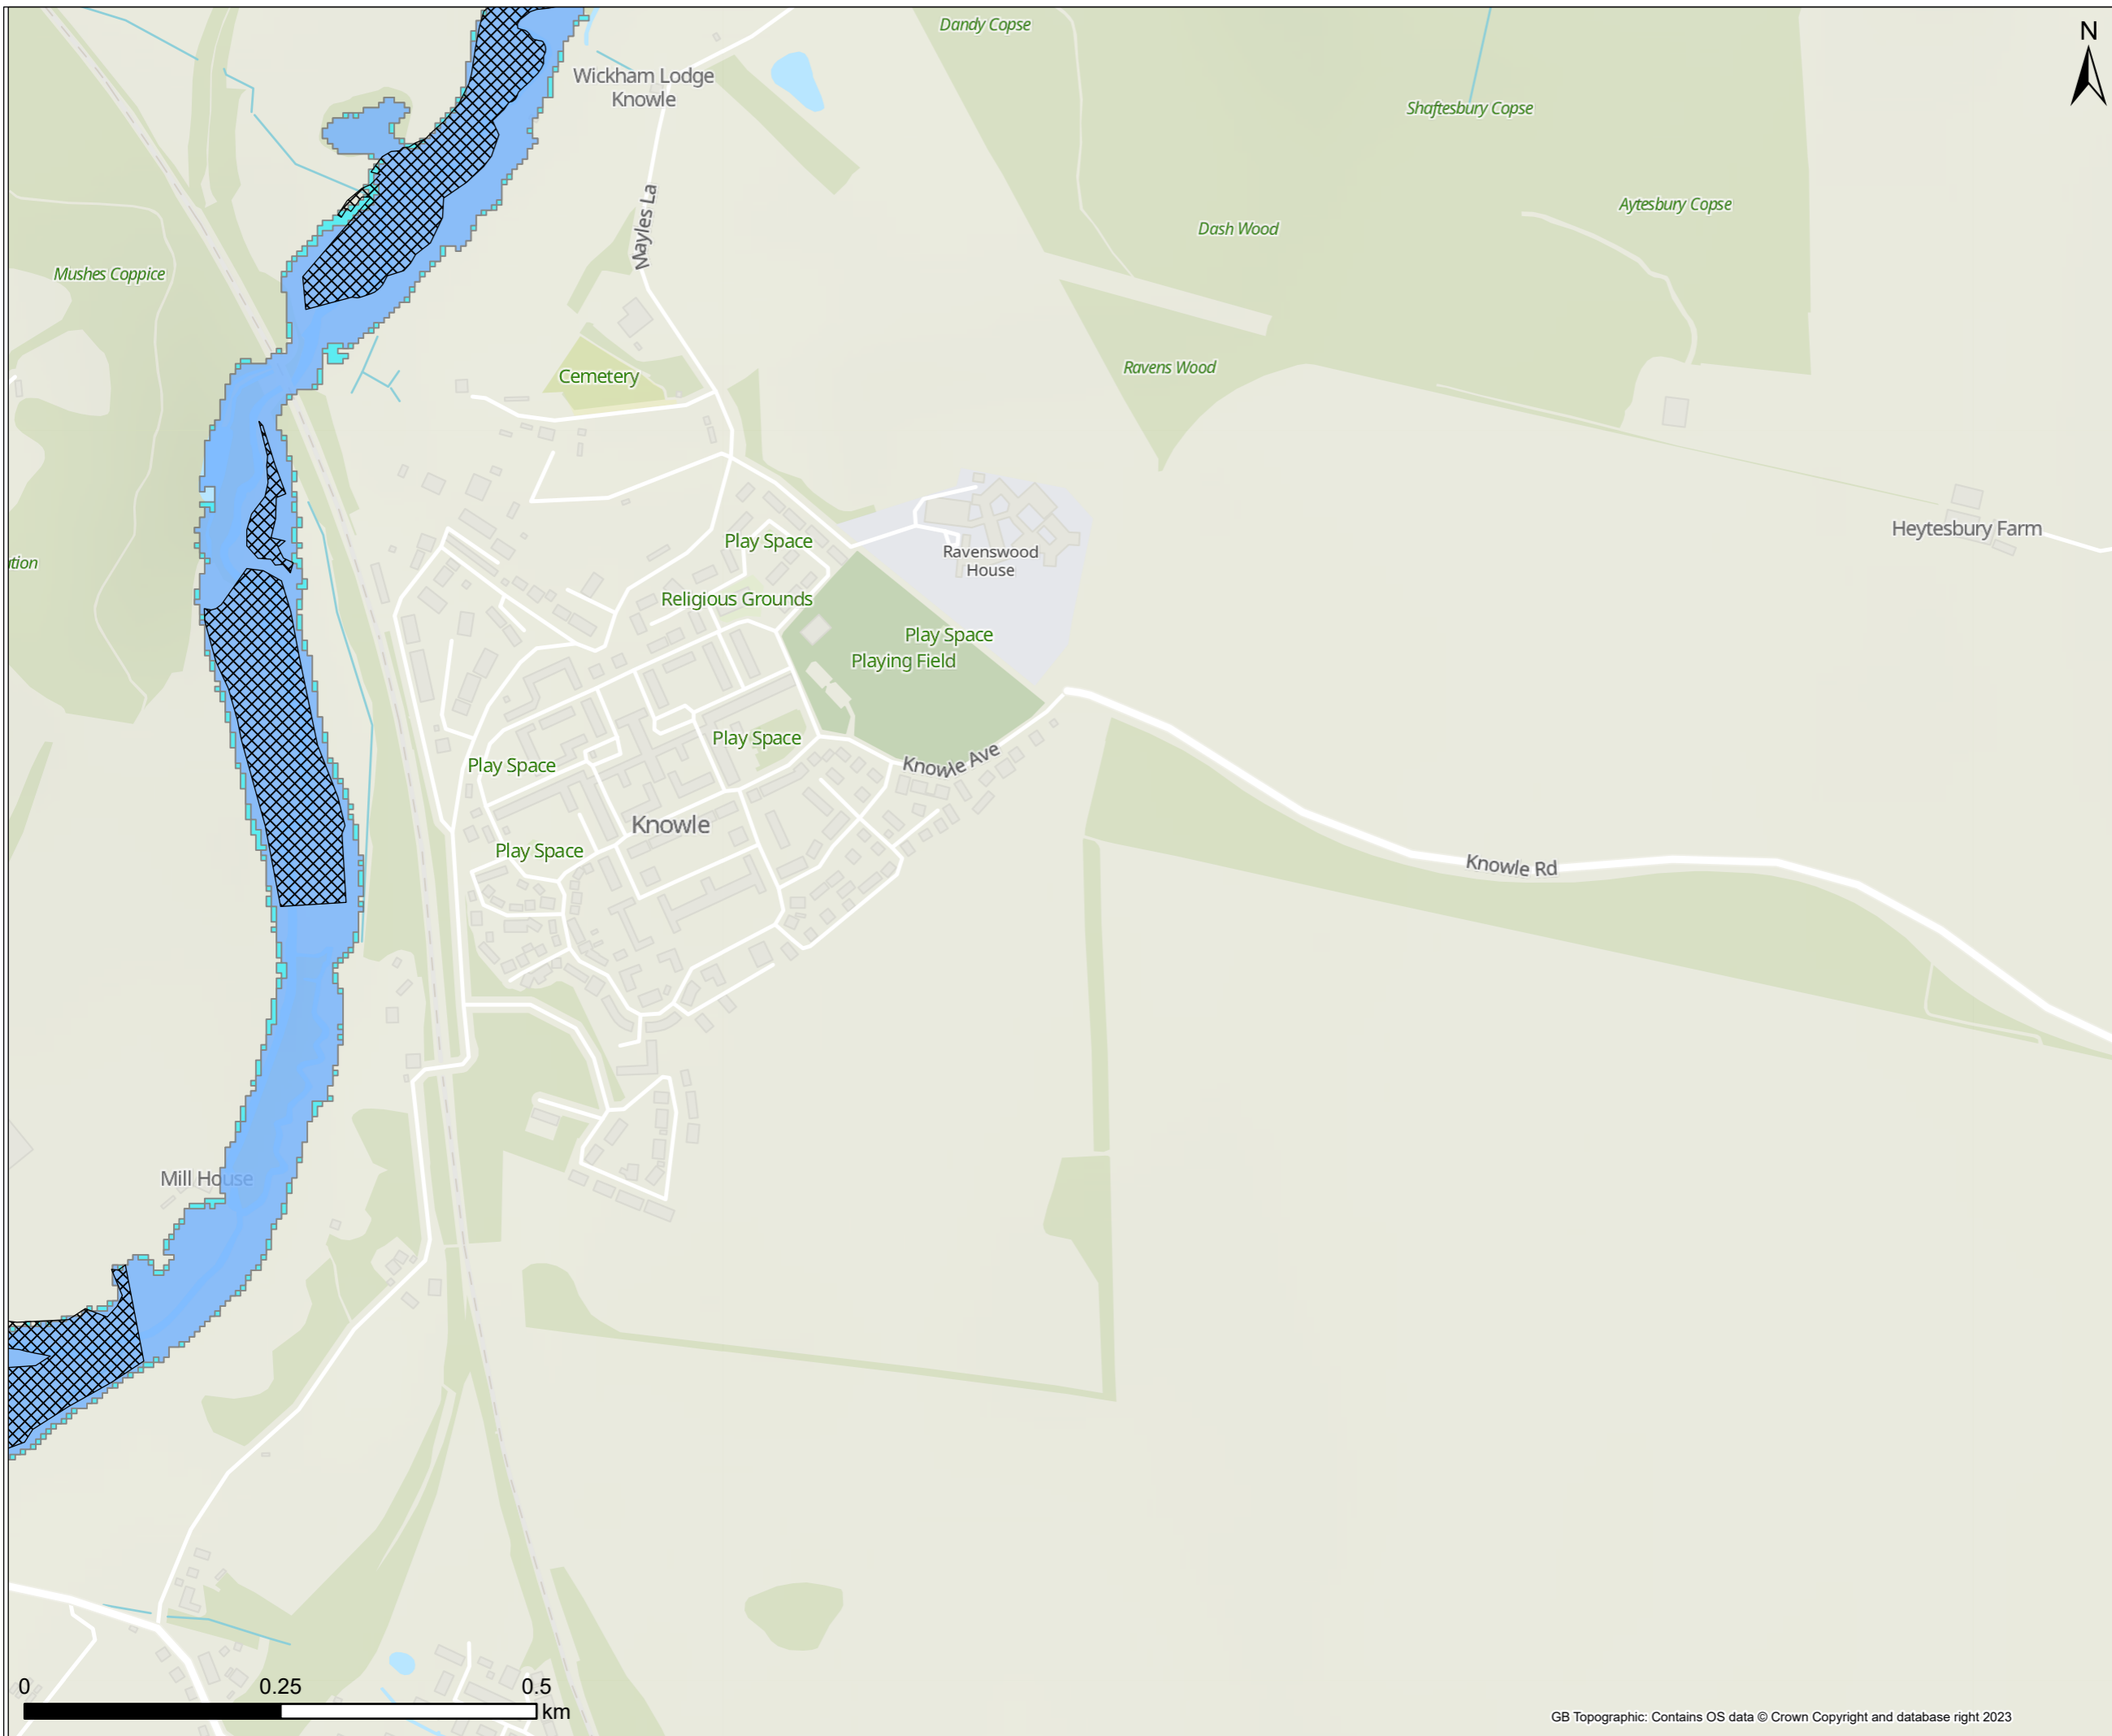 Dandy Copse
N
Wickham Lodge
Knowle
Shaftesbury Copse
Nayles La
Aytesbury Copse
Dash Wood
Mushes Coppice
Ravens Wood
Cemetery
Heytesbury Farm
Play Space
Ravenswood
House
Religious Grounds
Play Space
Playing Field
Play Space
Knowle Ave
Play Space
Knowle
Play Space
Knowle Rd
Mill House
0 0.25 0.5
km
GB Topographic: Contains OS data © Crown Copyright and database right 2023